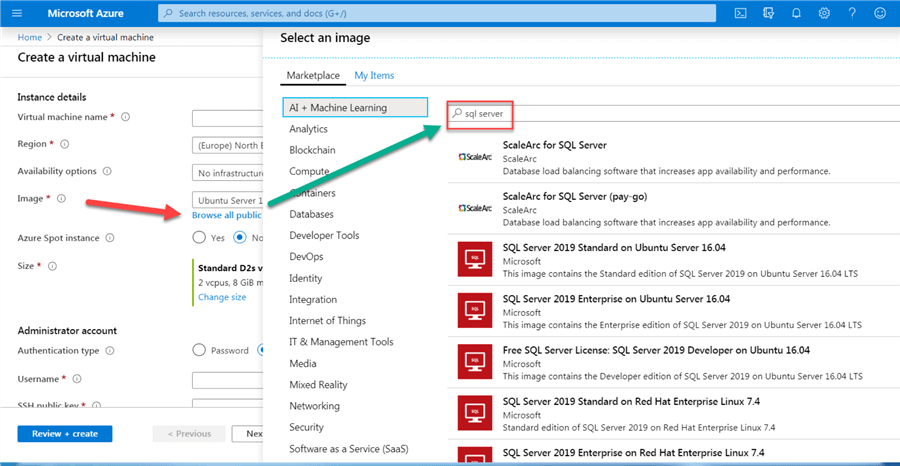 Microsoft Azure
Search resources, services, and docs (G+/)
Home > Create a virtual machine
Create a virtual machine
Instance details
Virtual machine name *
Region *
(Europy) North E
Availability options
No infrastructure
Image *
Ubuntu Server 1
Browse all public
Azure Spot instance
Yes
No
Size *
Standard D2s v
2 vcpus, 8 GiB m
Change size
Administrator account
Authentication type
Password
Username *
SSH public key *
Review + create
< Previous
Nex
Select an image
Marketplace
My Items
AI + Machine Learning
Analytics
Blockchain
Compute
Containers
Databases
Developer Tools
DevOps
Identity
Integration
Internet of Things
IT & Management Tools
Media
Mixed Reality
Networking
Security
Software as a Service (SaaS)
sql server
ScaleArc for SQL Server
ScaleArc
ScaleArc
Database load balancing software that increases app availability and performance.
ScaleArc for SQL Server (pay-go)
ScaleArc
ScaleArc
Database load balancing software that increases app availability and performance.
SQL Server 2019 Standard on Ubuntu Server 16.04
Microsoft
This image contains the Standard edition of SQL Server 2019 on Ubuntu Server 16.04 LTS
SQL Server 2019 Enterprise on Ubuntu Server 16.04
Microsoft
This image contains the Enterprise edition of SQL Server 2019 on Ubuntu Server 16.04 LTS
Free SQL Server License: SQL Server 2019 Developer on Ubuntu 16.04
Microsoft
This image contains the Developer edition of SQL Server 2019 on Ubuntu Server 16.04 LTS
SQL Server 2019 Standard on Red Hat Enterprise Linux 7.4
Microsoft
Standard edition of SQL Server 2019 on Red Hat Enterprise Linux 7.4
SQL Server 2019 Enterprise on Red Hat Enterprise Linux 7.4